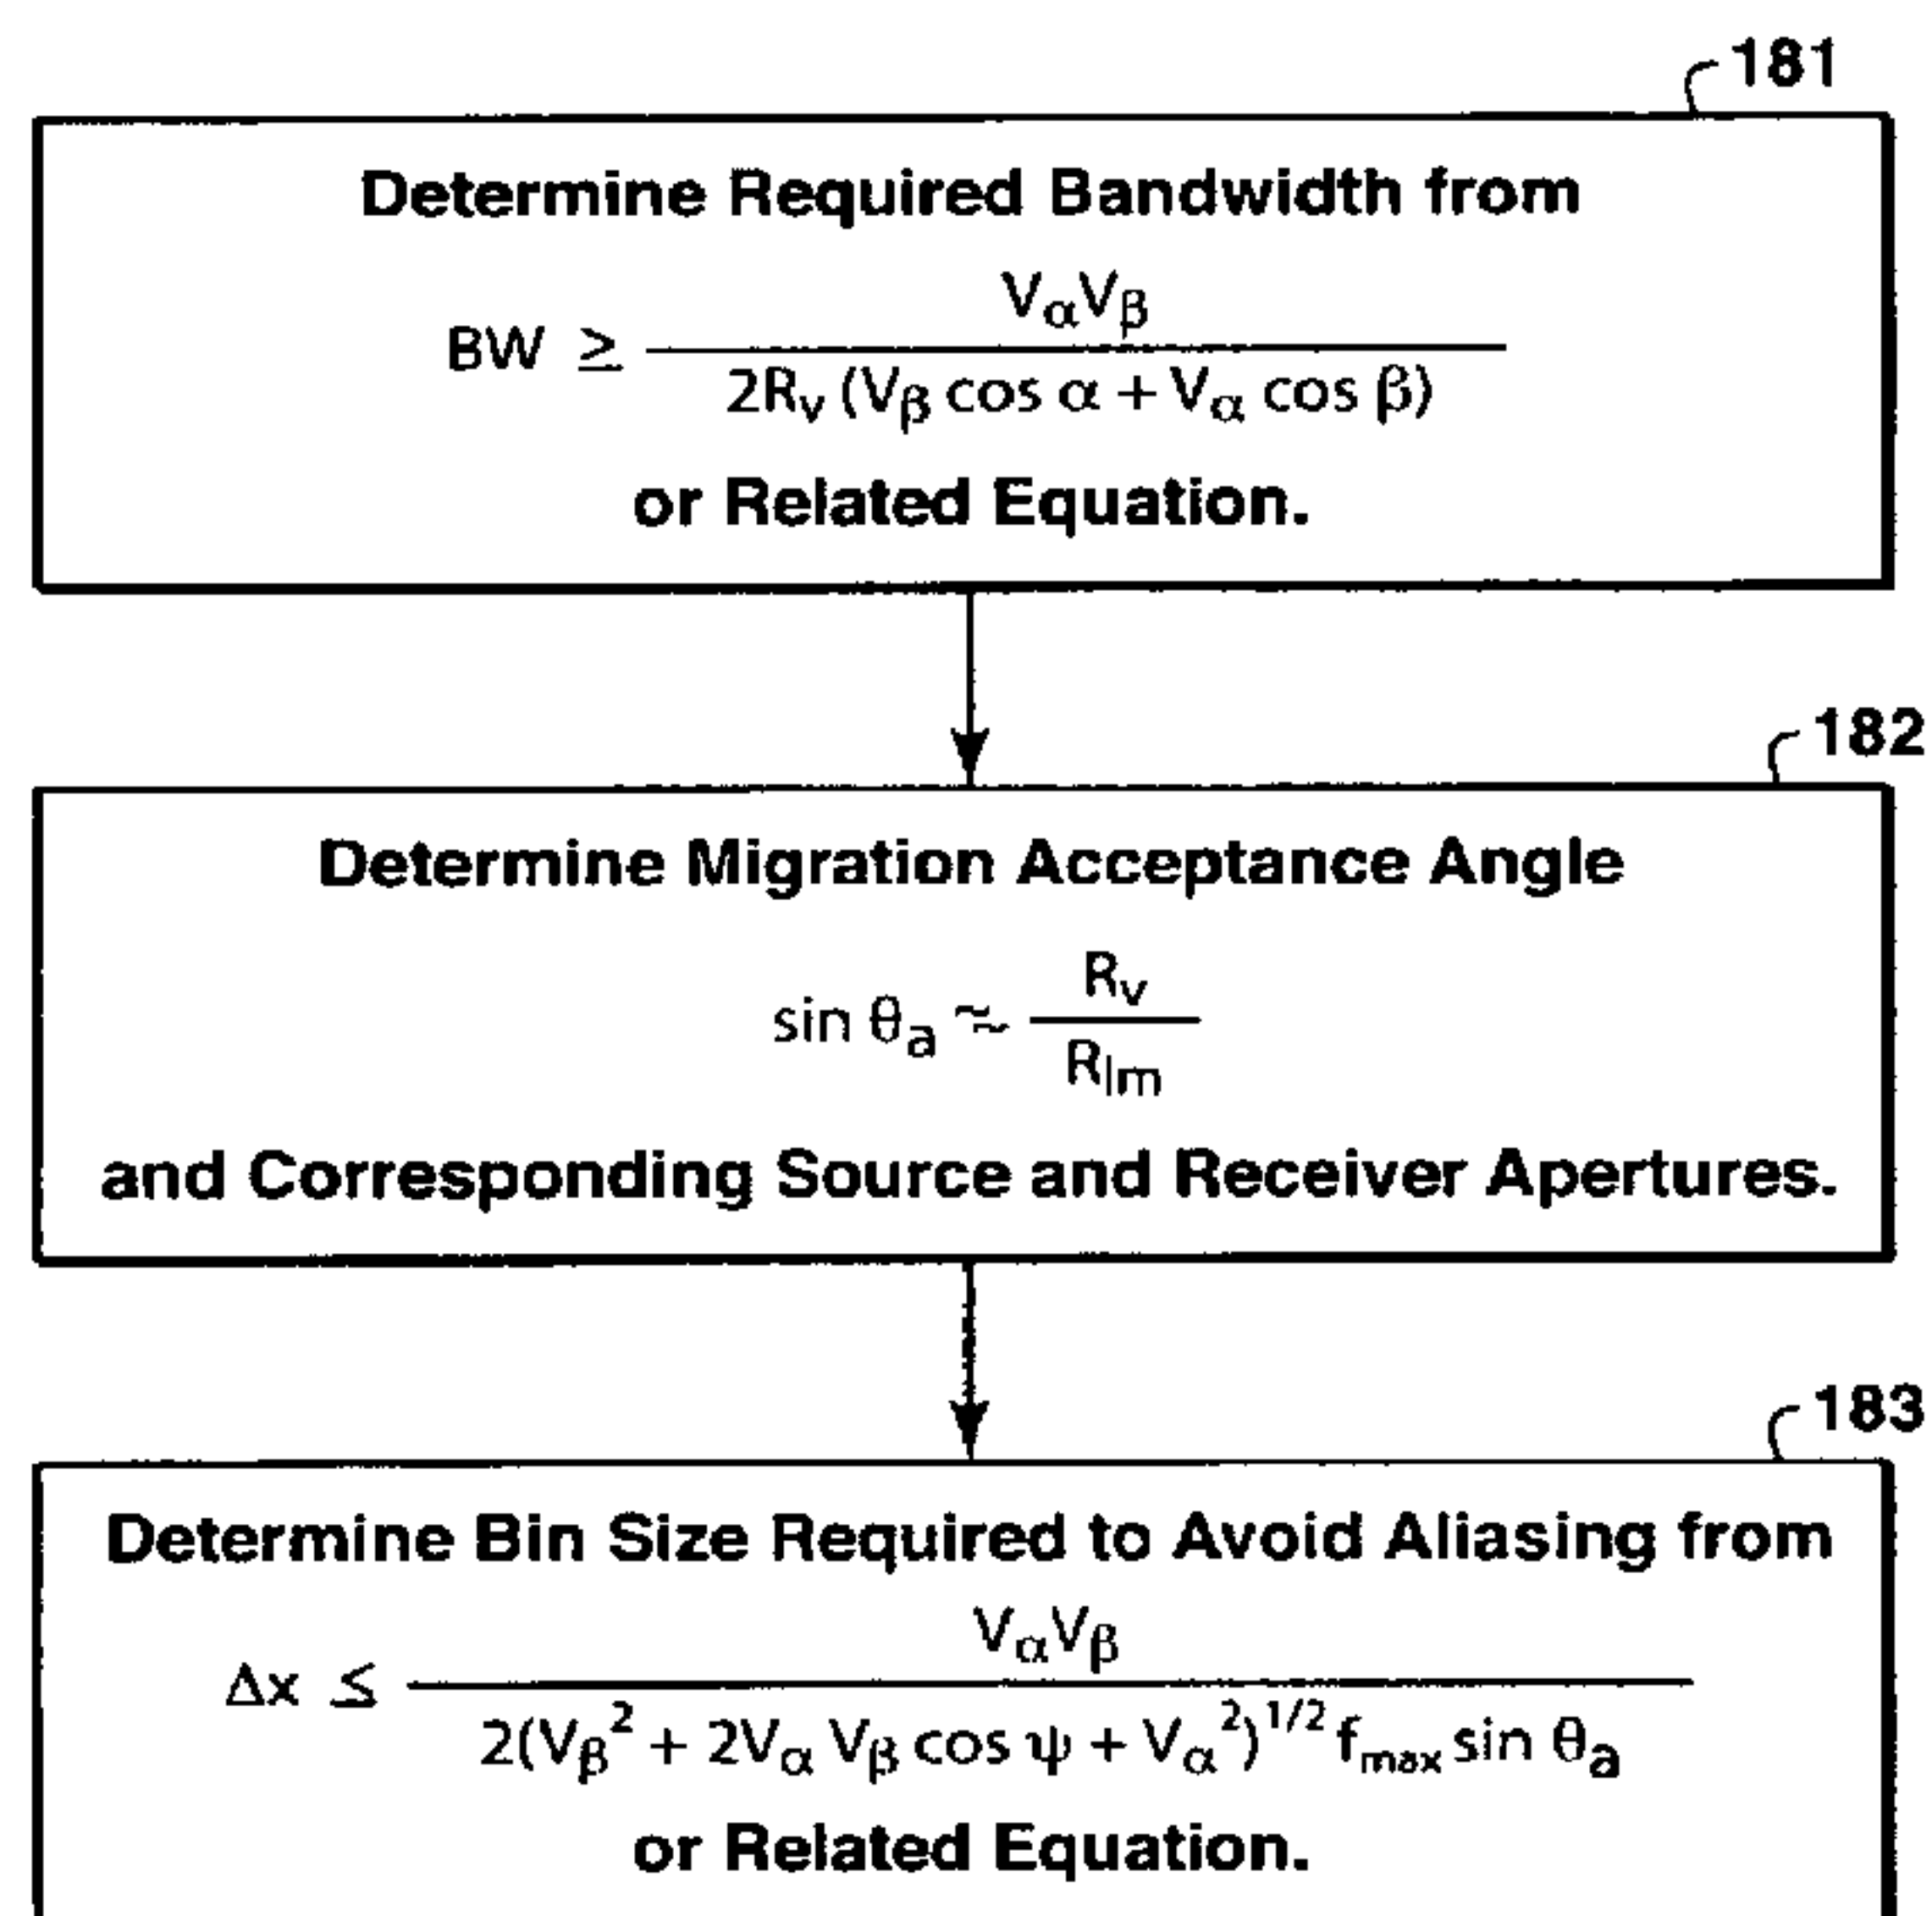 181
Determine Required Bandwidth from
BW ≥ VαVβ / 2Rv (Vβ cos α + Vα cos β)
or Related Equation.
182
Determine Migration Acceptance Angle
sin θa ≈ Rv / Rlm
and Corresponding Source and Receiver Apertures.
183
Determine Bin Size Required to Avoid Aliasing from
Δx ≤ VαVβ / 2(Vβ² + 2Vα Vβ cos ψ + Vα²)^1/2 fmax sin θa
or Related Equation.